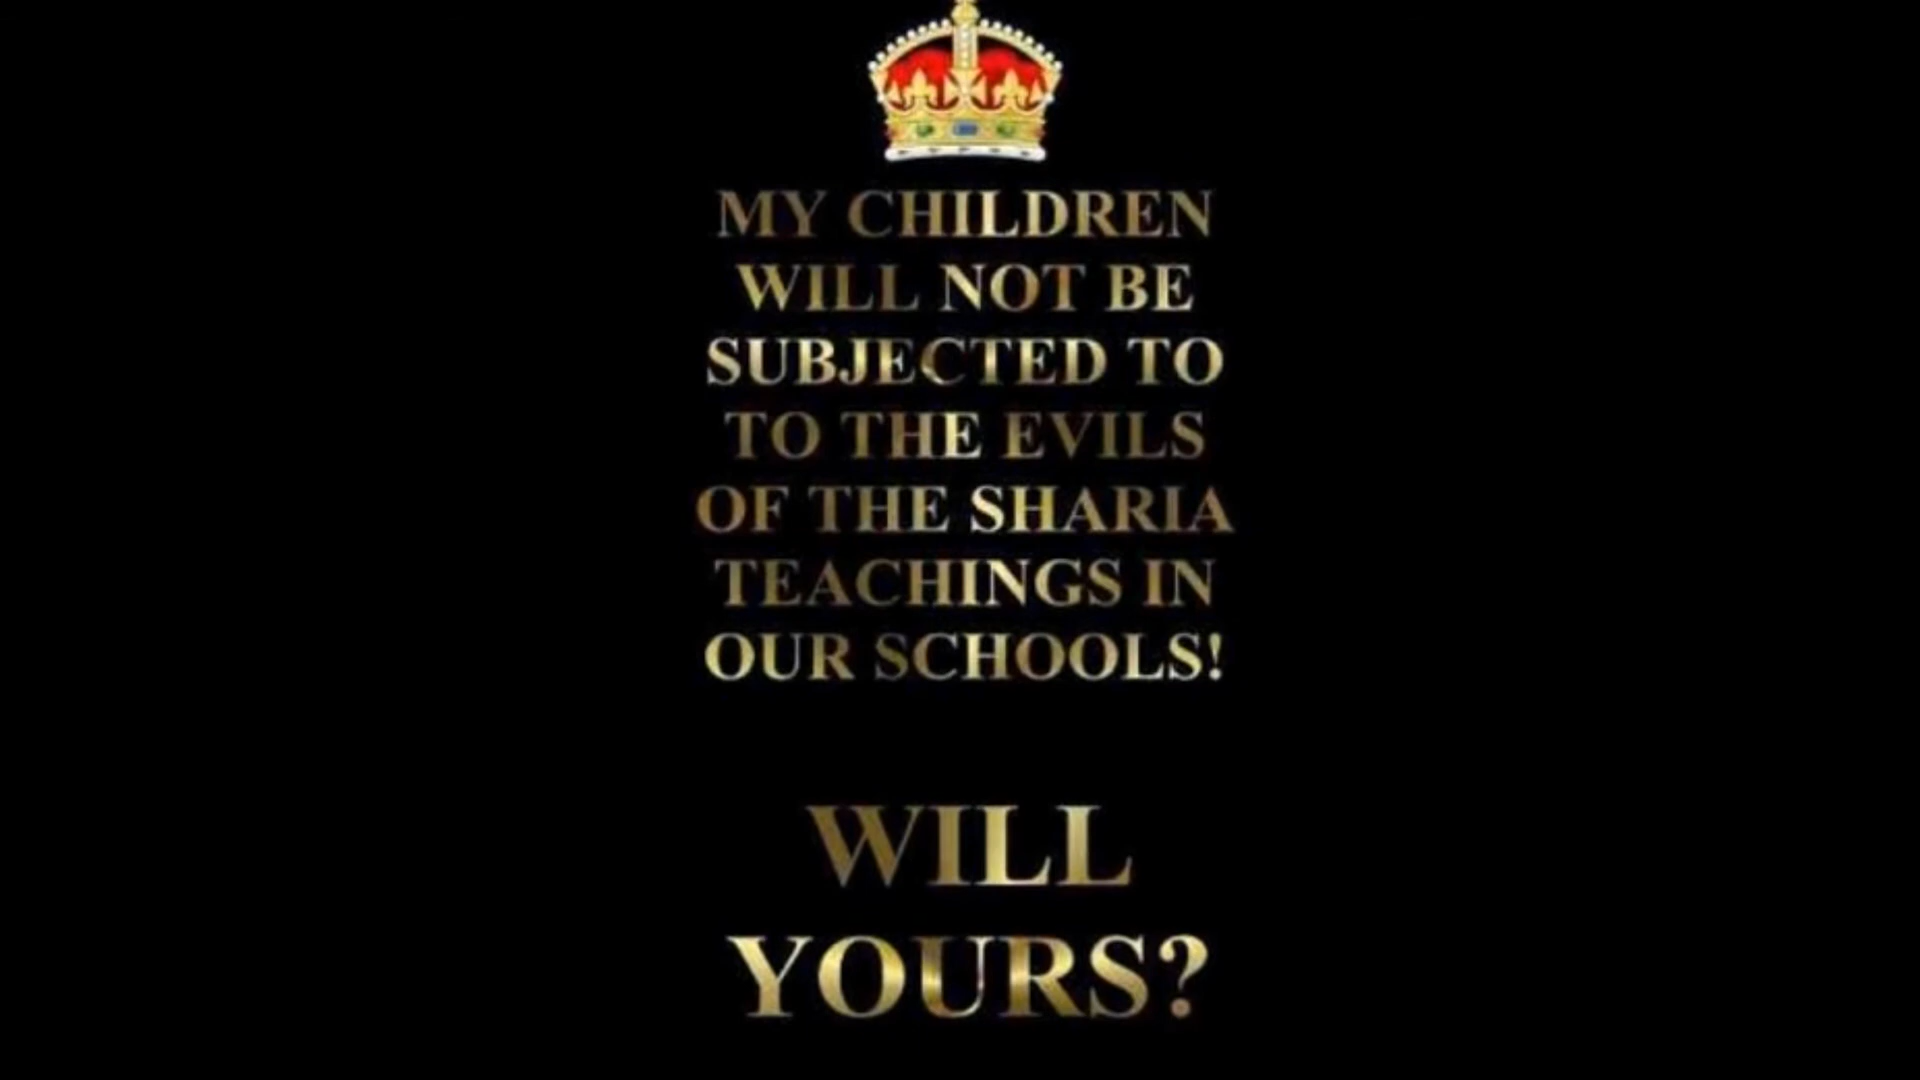 MY CHILDREN
WILL NOT BE
SUBJECTED TO
TO THE EVILS
OF THE SHARIA
TEACHINGS IN
OUR SCHOOLS!
WILL
YOURS?